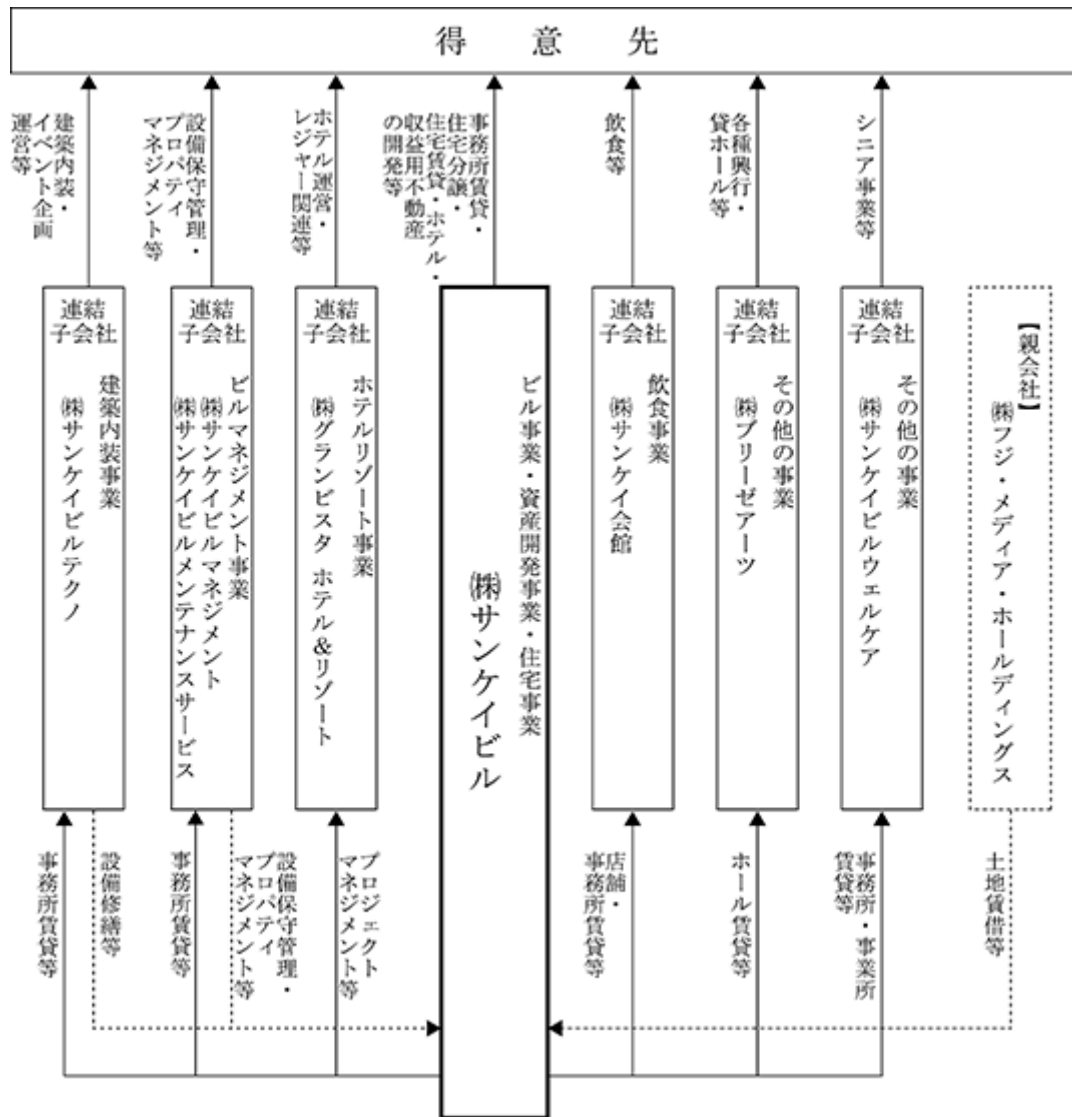 得意先
建築内装・
イベント企画
運営等
設備保守管理・
プロパティ
マネジメント等
ホテル運営・
レジャー関連等
事務所賃貸・
住宅分譲・
住宅賃貸・ホテル・
収益用不動産
の開発等
飲食等
各種興行・
貸ホール等
シニア事業等
連結
子会社
建築内装事業
㈱サンケイビルテクノ
連結
子会社
ビルマネジメント事業
㈱サンケイビルマネジメント
㈱サンケイビルメンテナンスサービス
連結
子会社
ホテルリゾート事業
㈱グランビスタ ホテル&リゾート
ビル事業・資産開発事業・住宅事業
㈱サンケイビル
連結
子会社
飲食事業
㈱サンケイ会館
連結
子会社
その他の事業
㈱ブリーゼアーツ
連結
子会社
その他の事業
㈱サンケイビルウェルケア
【親会社】
㈱フジ・メディア・ホールディングス
事務所賃貸等
設備修繕等
事務所賃貸等
設備保守管理・
プロパティ
マネジメント等
プロジェクト
マネジメント等
店舗・
事務所賃貸等
ホール賃貸等
事務所・事業所
賃貸等
土地賃借等